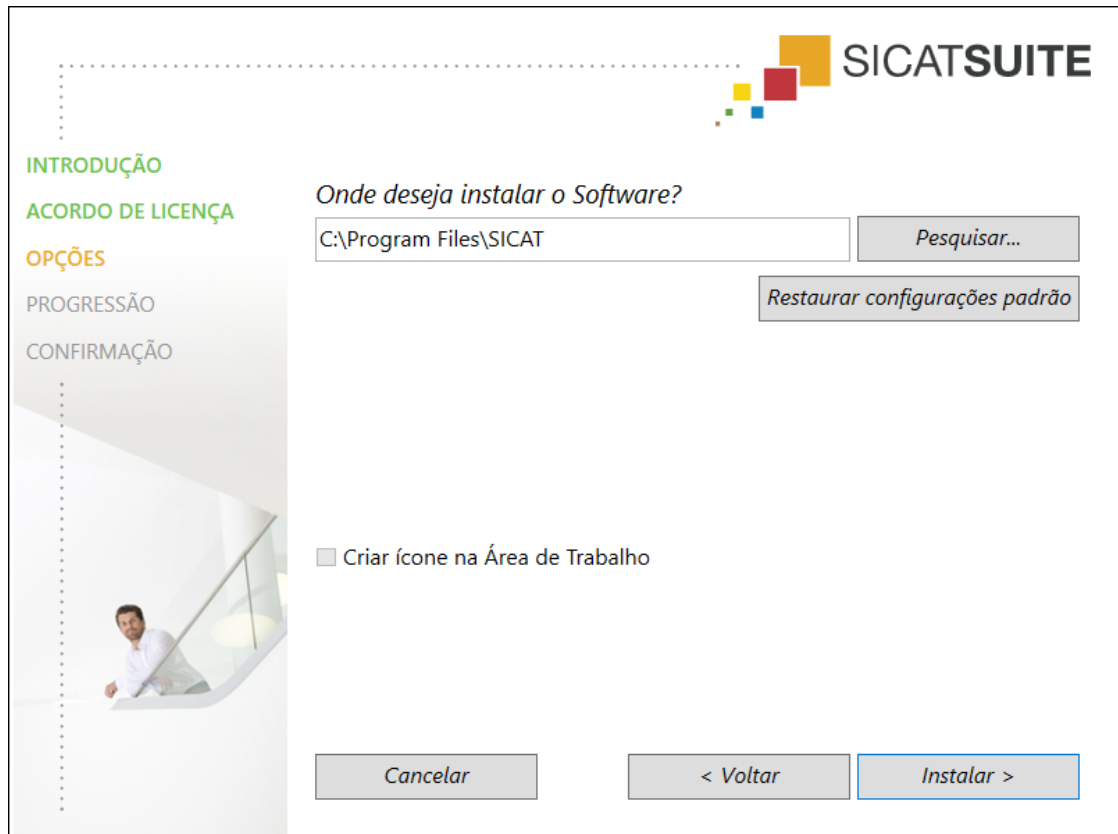 SICATSUITE
INTRODUÇÃO
ACORDO DE LICENÇA
OPÇÕES
PROGRESSÃO
CONFIRMAÇÃO
Onde deseja instalar o Software?
C:\Program Files\SICAT
Pesquisar...
Restaurar configurações padrão
Criar ícone na Área de Trabalho
Cancelar
< Voltar
Instalar >